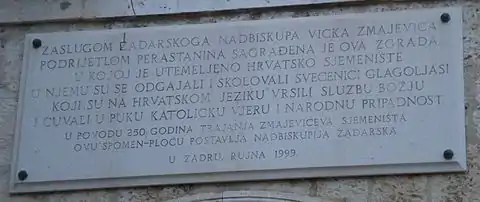 ZASLUGOM ZADARSKOGA NADBISKUPA VICKA ZMAJEVIĆA
PODRIJETLOM PERAŠTANINA SAGRAĐENA JE OVA ZGRADA
U KOJOJ JE UTEMELJENO HRVATSKO SJEMENIŠTE
U NJEMU SU SE ODGAJALI I ŠKOLOVALI SVEĆENICI GLAGOLJAŠI
KOJI SU NA HRVATSKOM JEZIKU VRŠILI SLUŽBU BOŽJU
I ČUVALI U PUKU KATOLIČKU VJERU I NARODNU PRIPADNOST
U POVODU 250 GODINA TRAJANJA ZMAJEVIĆEVA SJEMENIŠTA
OVU SPOMEN-PLOČU POSTAVLJA NADBISKUPIJA ZADARSKA
U ZADRU, RUJNA 1999.